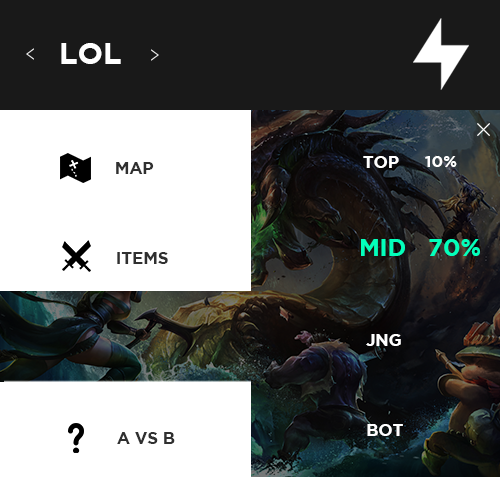 < LOL >
MAP
ITEMS
? A VS B
TOP 10%
MID 70%
JNG
BOT